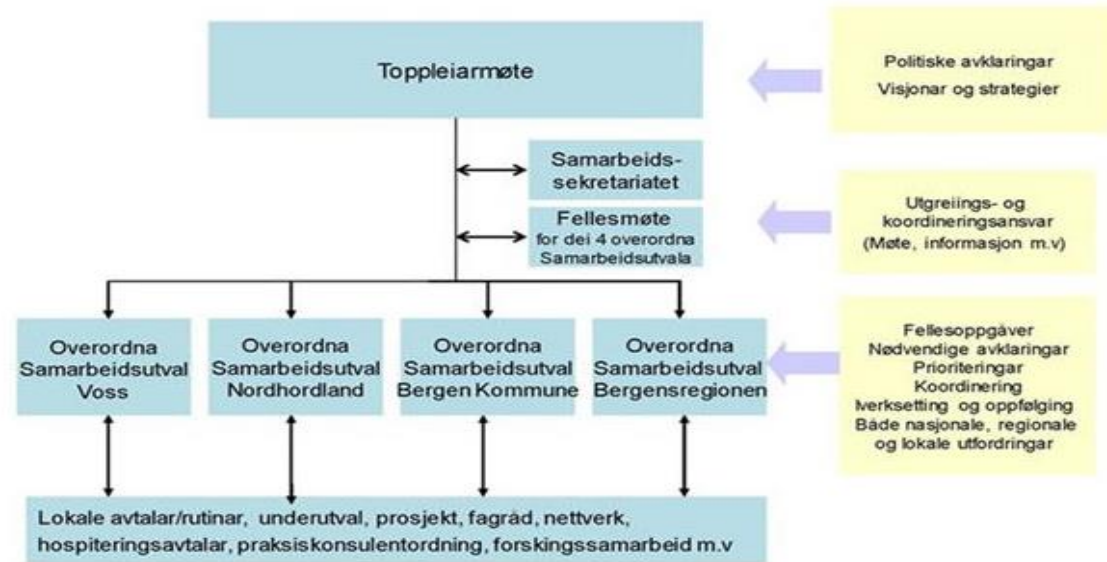 Toppleiarmøte
Politiske avklaringar
Visjonar og strategier
Samarbeids-
sekretariatet
Fellesmøte
for dei 4 overordna
Samarbeidsutvala
Utgreiings- og
koordineringsansvar
(Møte, informasjon m.v)
Overordna
Samarbeidsutval
Voss
Overordna
Samarbeidsutval
Nordhordland
Overordna
Samarbeidsutval
Bergen Kommune
Overordna
Samarbeidsutval
Bergensregionen
Fellesoppgåver
Nødvendige avklaringar
Prioriteringar
Koordinering
Iverksetting og oppfølging
Både nasjonale, regionale
og lokale utfordringar
Lokale avtalar/rutinar, underutval, prosjekt, fagråd, nettverk,
hospiteringsavtalar, praksiskonsulentordning, forskingssamarbeid m.v